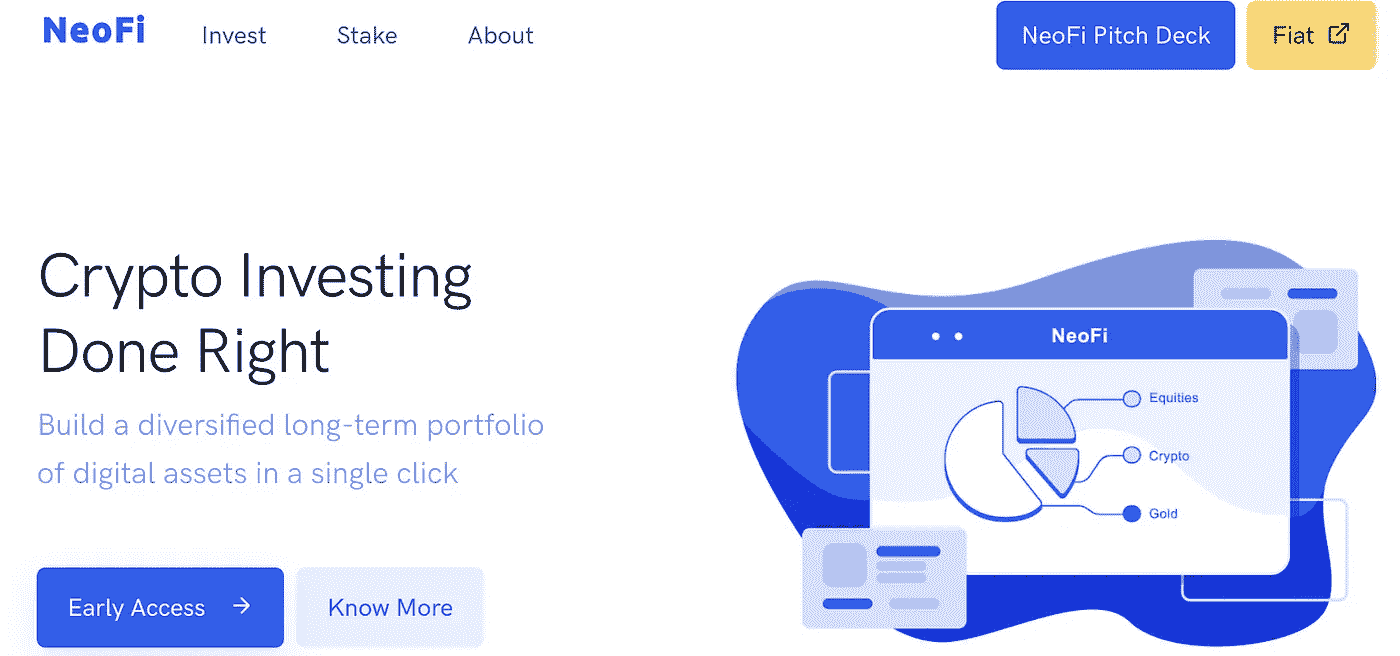 NeoFi
Invest
Stake
About
NeoFi Pitch Deck
Fiat
Crypto Investing
Done Right
Build a diversified long-term portfolio
of digital assets in a single click
Early Access
Know More
NeoFi
Equities
Crypto
Gold